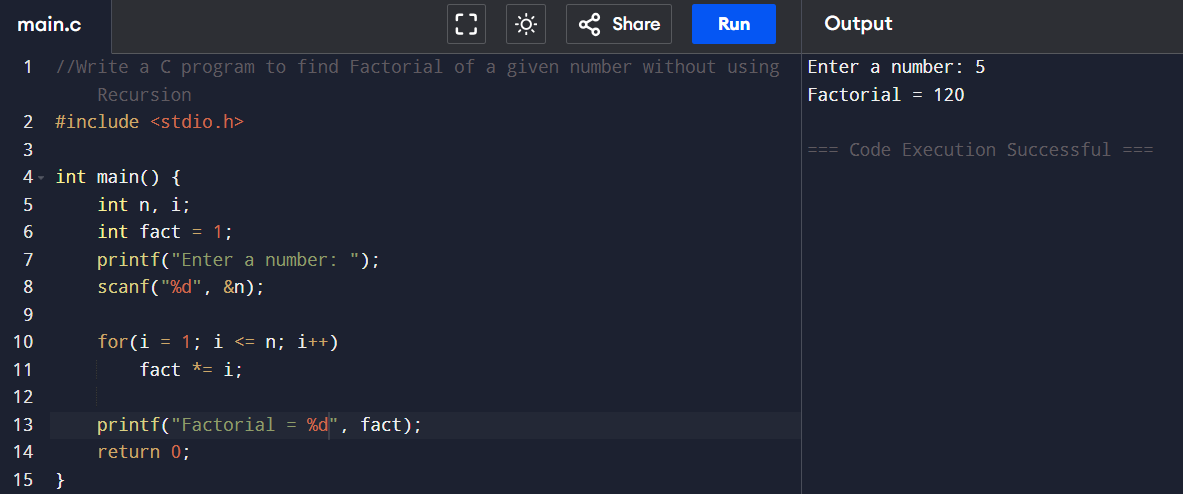 main.c
Share
Run
Output
1 //Write a C program to find Factorial of a given number without using
Recursion
2 #include <stdio.h>
3
4 int main() {
5     int n, i;
6     int fact = 1;
7     printf("Enter a number: ");
8     scanf("%d", &n);
9
10     for(i = 1; i <= n; i++)
11         fact *= i;
12
13     printf("Factorial = %d", fact);
14     return 0;
15 }
Enter a number: 5
Factorial = 120
=== Code Execution Successful ===